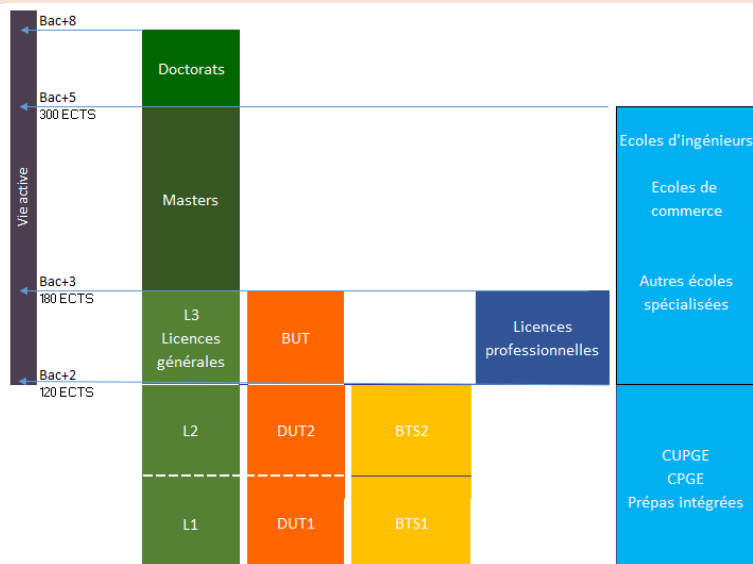 Bac+8
Doctorats
Bac+5
300 ECTS
Ecoles d'ingénieurs
Ecoles de
commerce
Autres écoles
spécialisées
Masters
Vie active
Bac+3
180 ECTS
L3
Licences
générales
BUT
Licences
professionnelles
Bac+2
120 ECTS
L2
DUT2
BTS2
CUPGE
CPGE
Prépas intégrées
L1
DUT1
BTS1